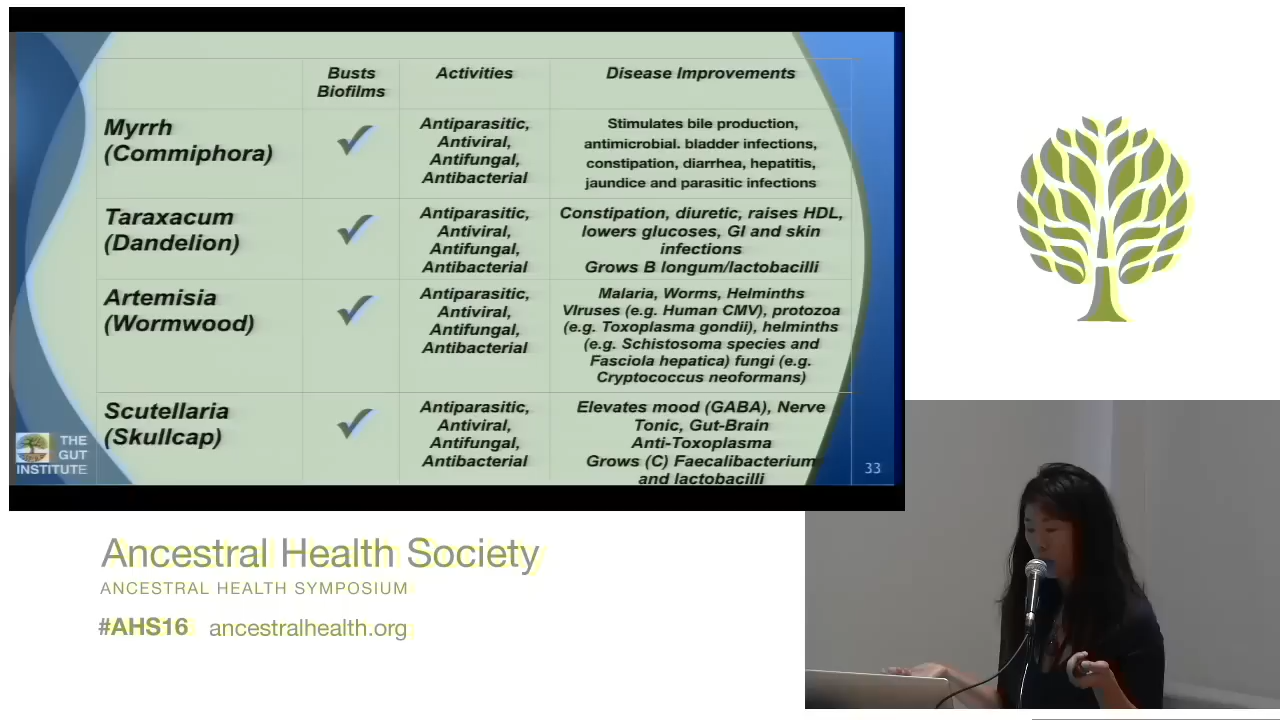 Busts
Biofilms
Activities
Disease Improvements
Myrrh
(Commiphora)
Antiparasitic,
Antiviral,
Antifungal,
Antibacterial
Stimulates bile production,
antimicrobial. bladder infections,
constipation, diarrhea, hepatitis,
jaundice and parasitic infections
Taraxacum
(Dandelion)
Antiparasitic,
Antiviral,
Antifungal,
Antibacterial
Constipation, diuretic, raises HDL,
lowers glucoses, GI and skin
infections
Grows B longum/lactobacilli
Artemisia
(Wormwood)
Antiparasitic,
Antiviral,
Antifungal,
Antibacterial
Malaria, Worms, Helminths
VIruses (e.g. Human CMV), protozoa
(e.g. Toxoplasma gondii), helminths
(e.g. Schistosoma species and
Fasciola hepatica) fungi (e.g.
Cryptococcus neoformans)
Scutellaria
(Skullcap)
Antiparasitic,
Antiviral,
Antifungal,
Antibacterial
Elevates mood (GABA), Nerve
Tonic, Gut-Brain
Anti-Toxoplasma
Grows (C) Faecalibacterium
and lactobacilli
THE
GUT
INSTITUTE
33
Ancestral Health Society
ANCESTRAL HEALTH SYMPOSIUM
#AHS16 ancestralhealth.org